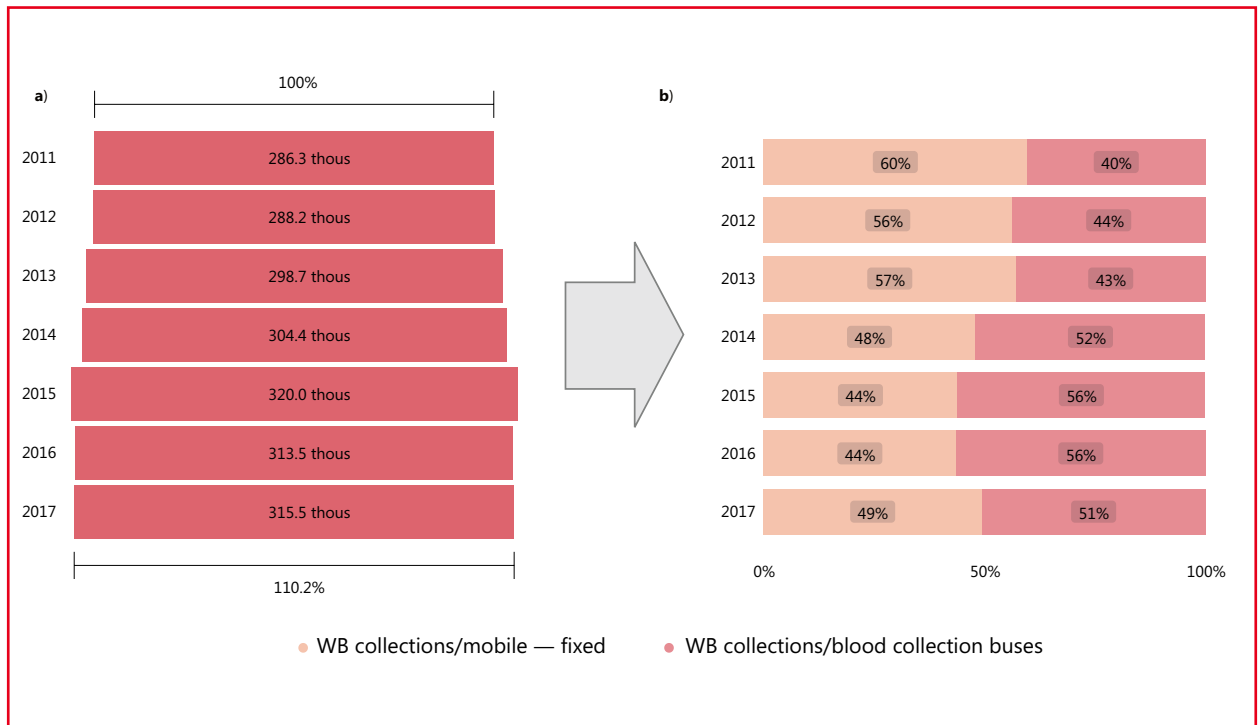 a)
100%
2011 286.3 thous
2012 288.2 thous
2013 298.7 thous
2014 304.4 thous
2015 320.0 thous
2016 313.5 thous
2017 315.5 thous
110.2%
b)
2011 60% 40%
2012 56% 44%
2013 57% 43%
2014 48% 52%
2015 44% 56%
2016 44% 56%
2017 49% 51%
0% 50% 100%
WB collections/mobile — fixed WB collections/blood collection buses